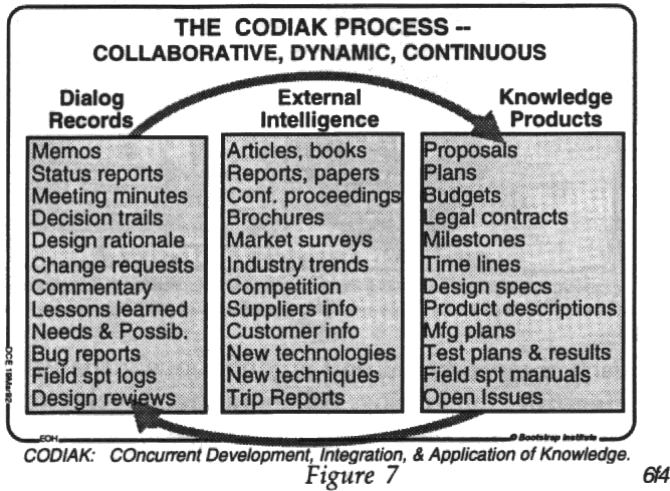 THE CODIAK PROCESS --
COLLABORATIVE, DYNAMIC, CONTINUOUS
Dialog
Records
Memos
Status reports
Meeting minutes
Decision trails
Design rationale
Change requests
Commentary
Lessons learned
Needs & Possib.
Bug reports
Field spt logs
Design reviews
External
Intelligence
Articles, books
Reports, papers
Conf. proceedings
Brochures
Market surveys
Industry trends
Competition
Suppliers info
Customer info
New technologies
New techniques
Trip Reports
Knowledge
Products
Proposals
Plans
Budgets
Legal contracts
Milestones
Time lines
Design specs
Product descriptions
Mfg plans
Test plans & results
Field spt manuals
Open Issues
EOH
© Bootstrap Institute
CODIAK: COncurrent Development, Integration, & Application of Knowledge.
Figure 7